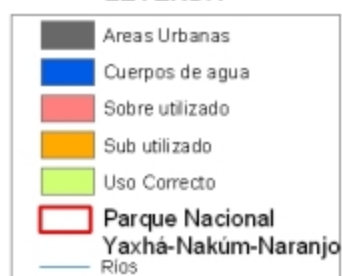 Areas Urbanas
Cuerpos de agua
Sobre utilizado
Sub utilizado
Uso Correcto
Parque Nacional
Yaxhá-Nakúm-Naranjo
Ríos